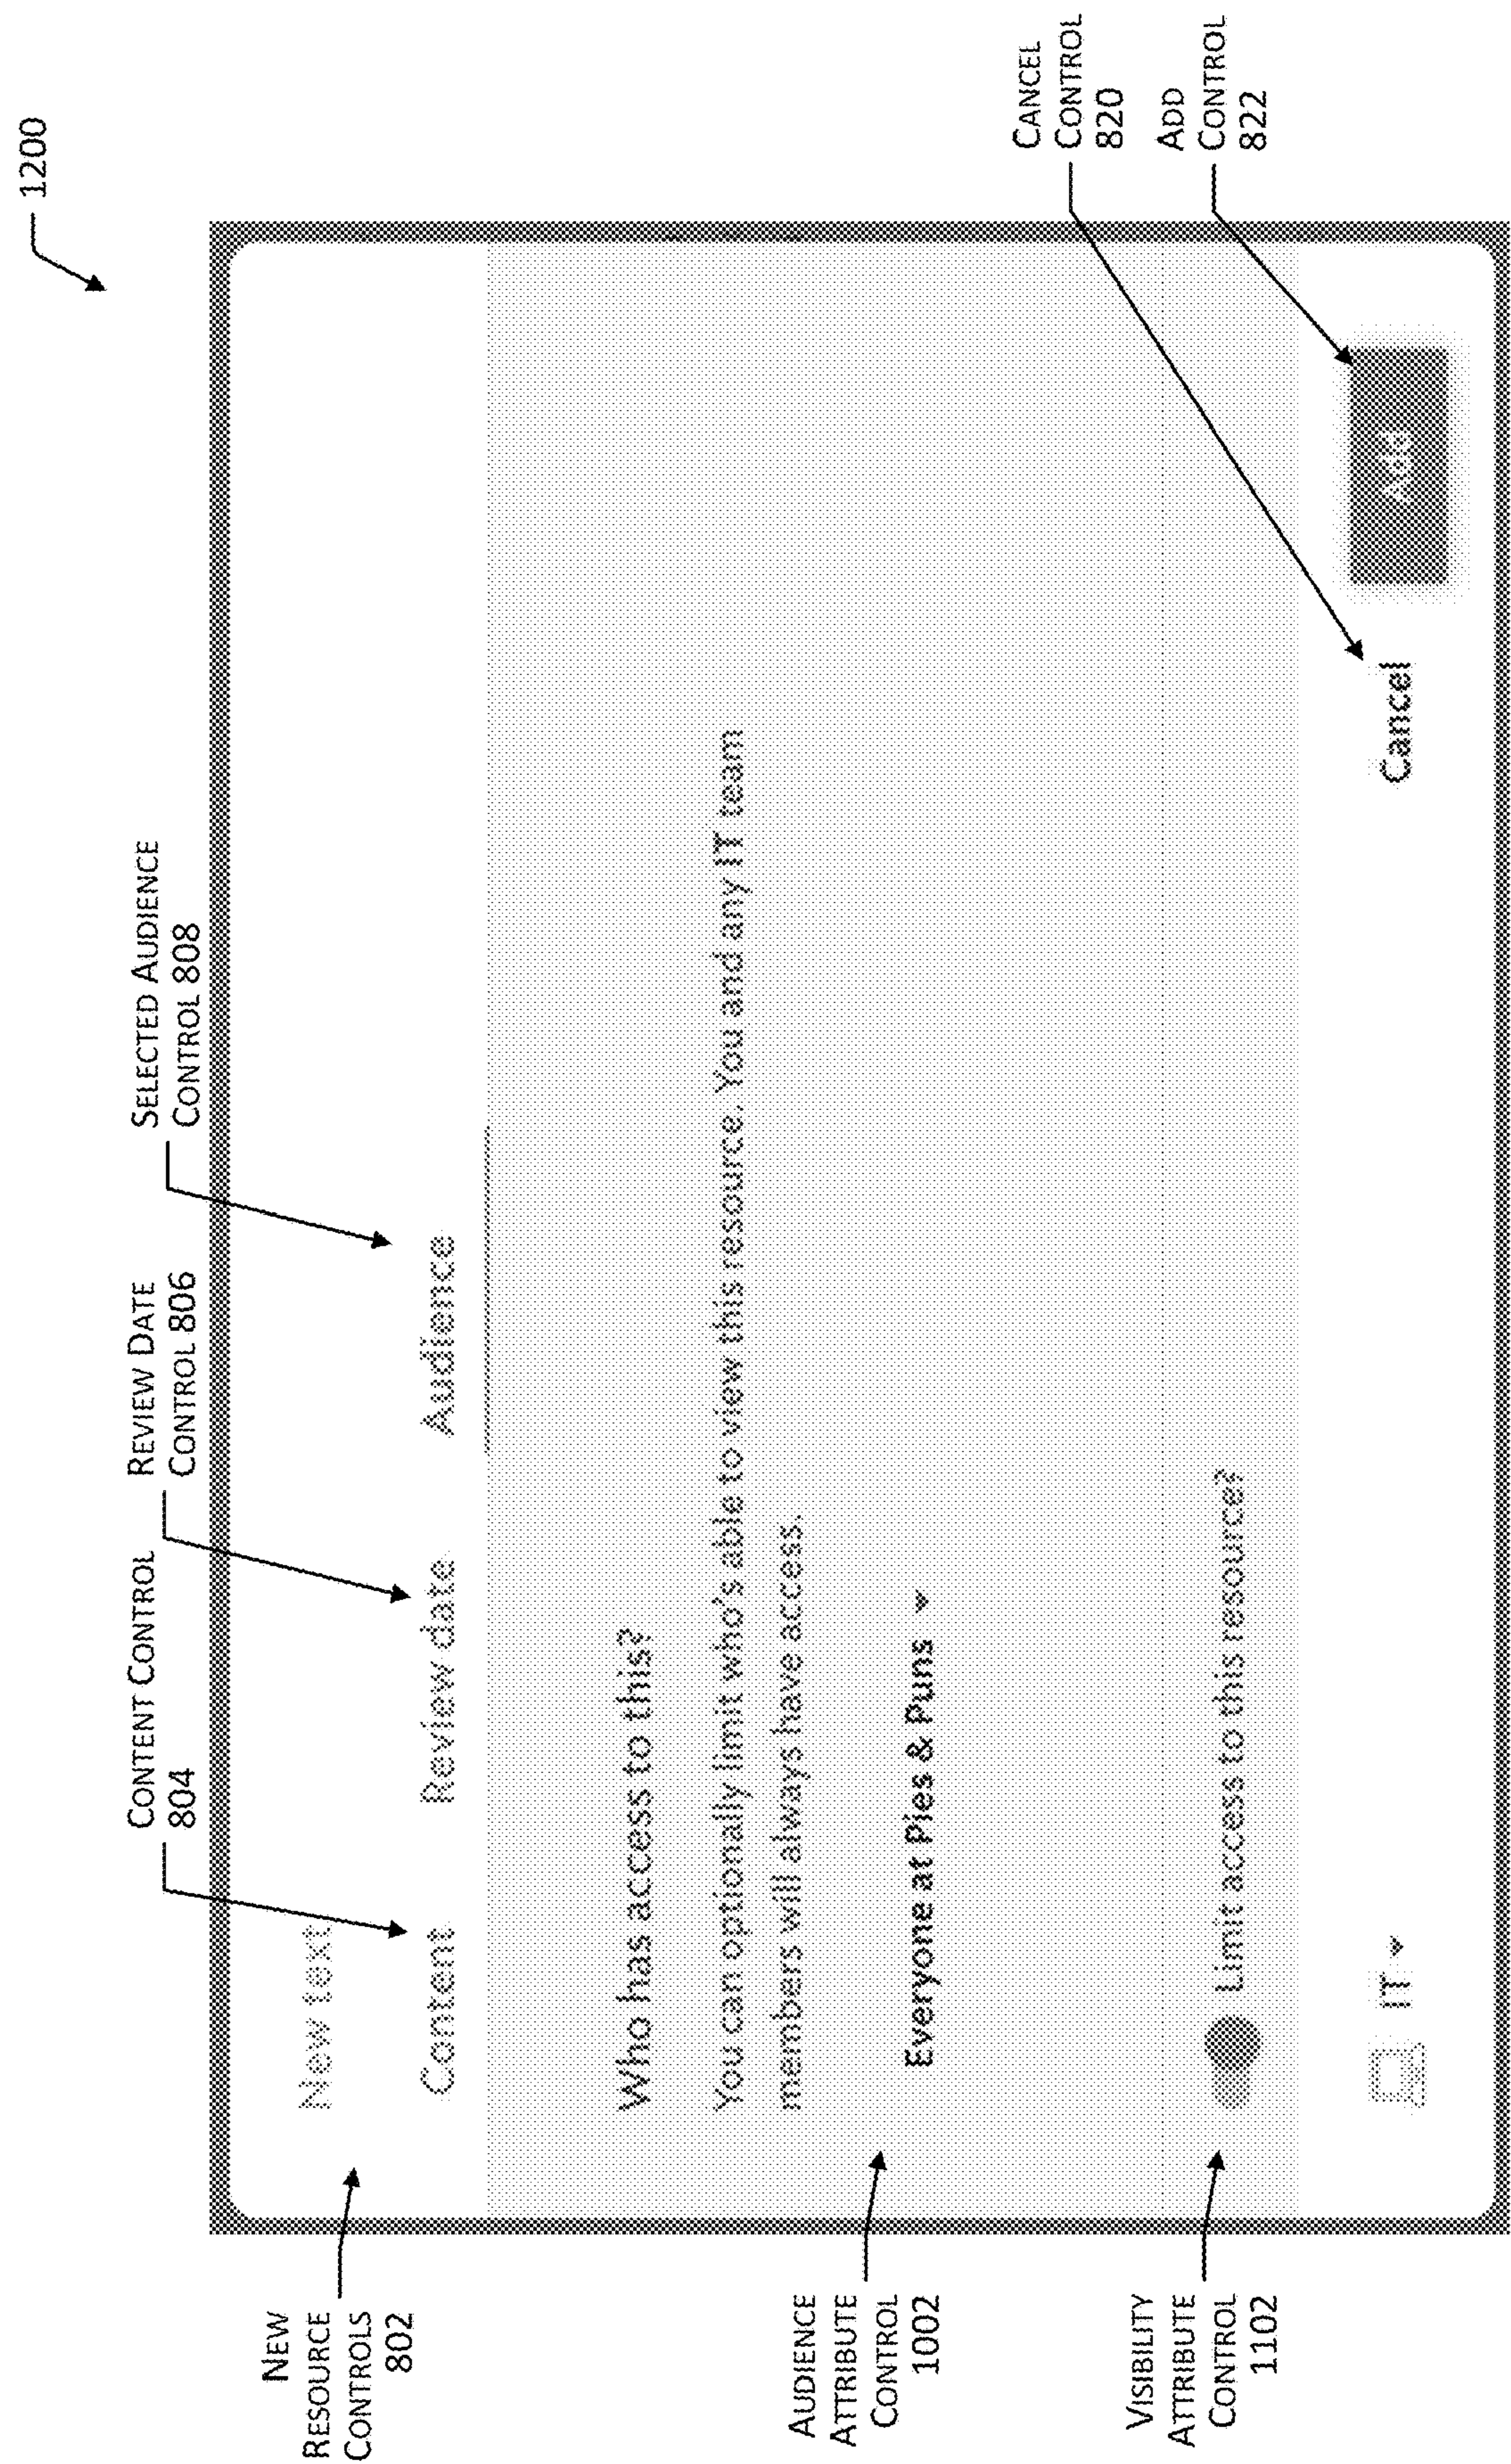 1200
CONTENT CONTROL
804
REVIEW DATE
CONTROL 806
SELECTED AUDIENCE
CONTROL 808
NEW
RESOURCE
CONTROLS
802
New text
Content
Review date
Audience
Who has access to this?
You can optionally limit who's able to view this resource. You and any IT team
members will always have access.
AUDIENCE
ATTRIBUTE
CONTROL
1002
Everyone at Pies & Puns
VISIBILITY
ATTRIBUTE
CONTROL
1102
Limit access to this resource?
CANCEL
CONTROL
820
ADD
CONTROL
822
IT
Cancel
Add